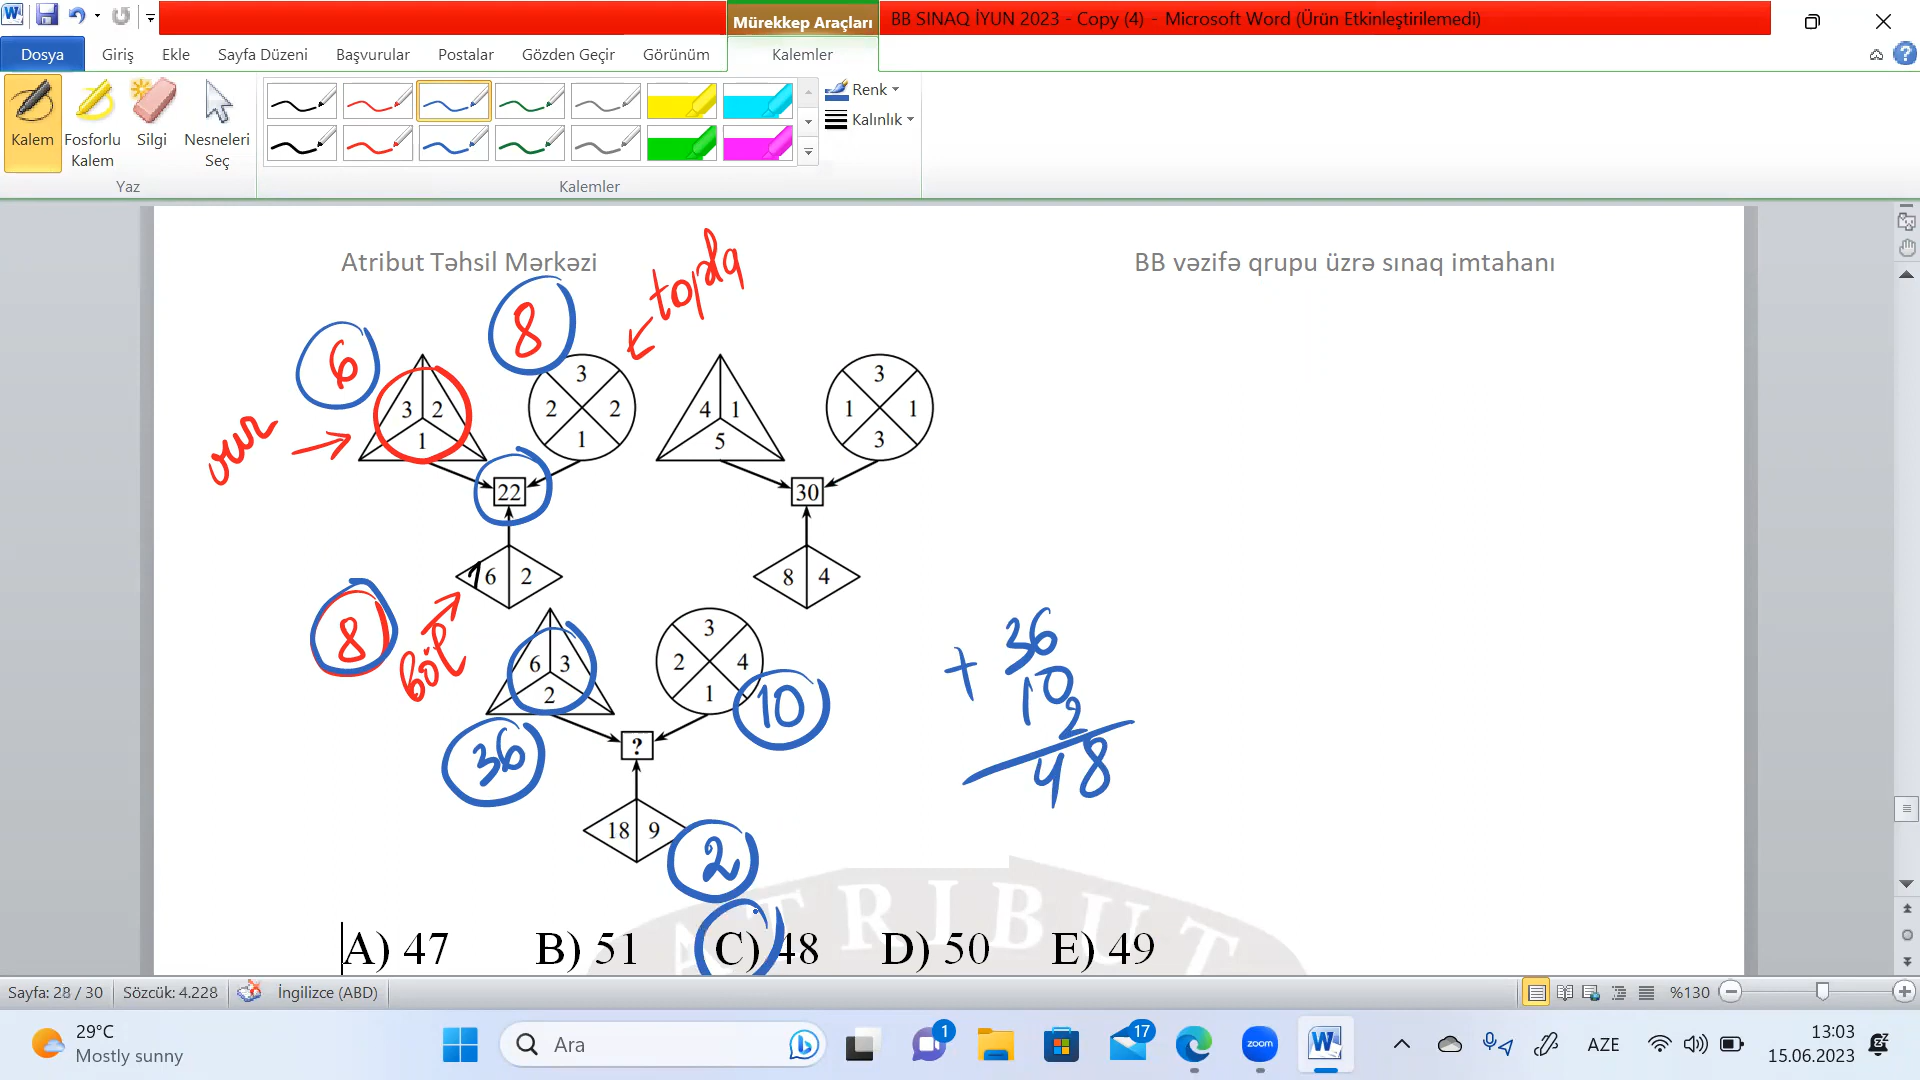 Mürekkep Araçları
BB SINAQ İYUN 2023 - Copy (4) - Microsoft Word (Ürün Etkinleştirilemedi)
Dosya Giriş Ekle Sayfa Düzeni Başvurular Postalar Gözden Geçir Görünüm Kalemler
Kalem Fosforlu Kalem Silgi Nesneleri Seç
Renk
Kalınlık
Yaz Kalemler
Atribut Təhsil Mərkəzi BB vəzifə qrupu üzrə sınaq imtahanı
topla
6 8
3 2 1
3 2 2 1
4 1 5
3 1 1 3
vur
22 30
16 2
8 4
8
böl
6 3 2
3 2 4 1
36 10
?
18 9
2
+ 36
10
2
48
ATRIBUT
A) 47 B) 51 C) 48 D) 50 E) 49
Sayfa: 28 / 30 Sözcük: 4.228 İngilizce (ABD) %130
29°C
Mostly sunny
Ara
1
17
zoom
AZE
13:03
15.06.2023